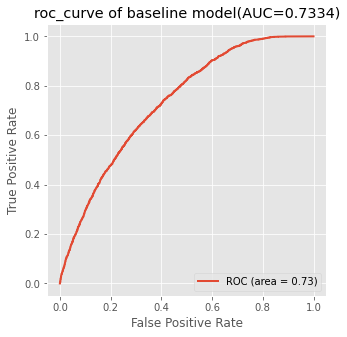 roc_curve of baseline model(AUC=0.7334)
1.0
0.8
0.6
0.4
0.2
0.0
True Positive Rate
ROC (area = 0.73)
0.0 0.2 0.4 0.6 0.8 1.0
False Positive Rate